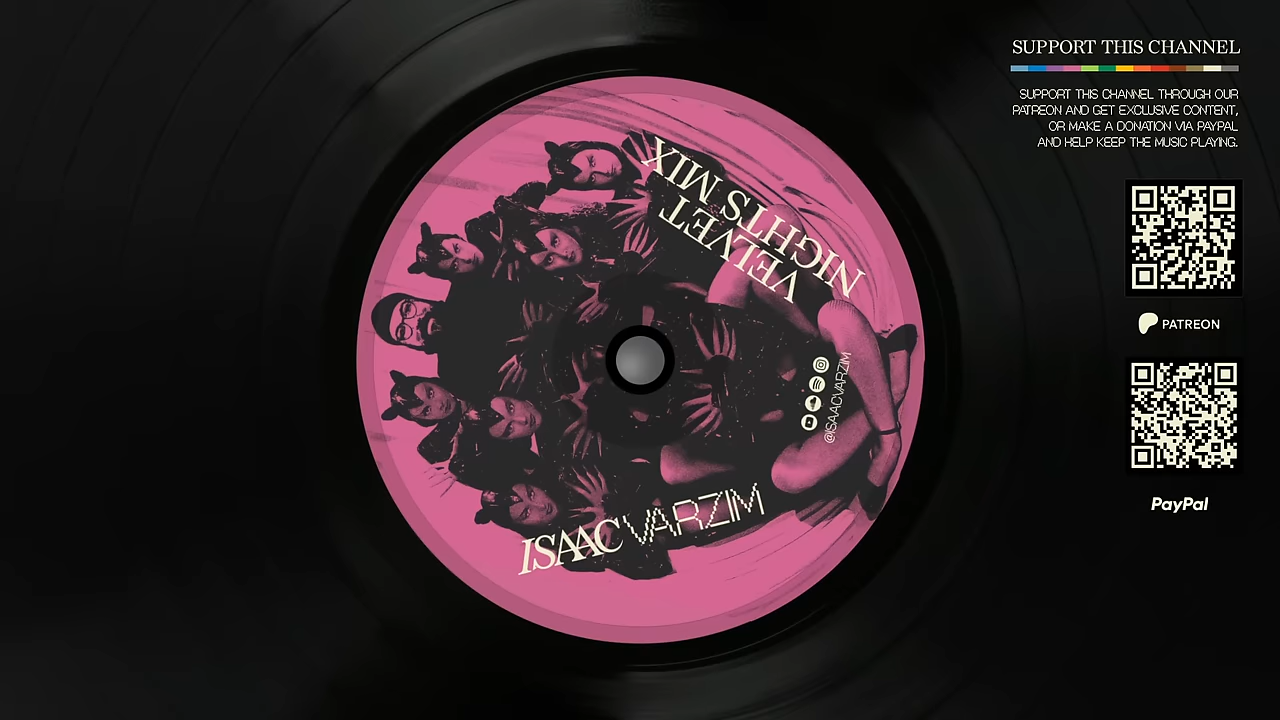 SUPPORT THIS CHANNEL
SUPPORT THIS CHANNEL THROUGH OUR
PATREON AND GET EXCLUSIVE CONTENT,
OR MAKE A DONATION VIA PAYPAL
AND HELP KEEP THE MUSIC PLAYING.
PATREON
PayPal
VELVET
NIGHTS MIX
@ISAACVARZIM
ISAAC VARZIM